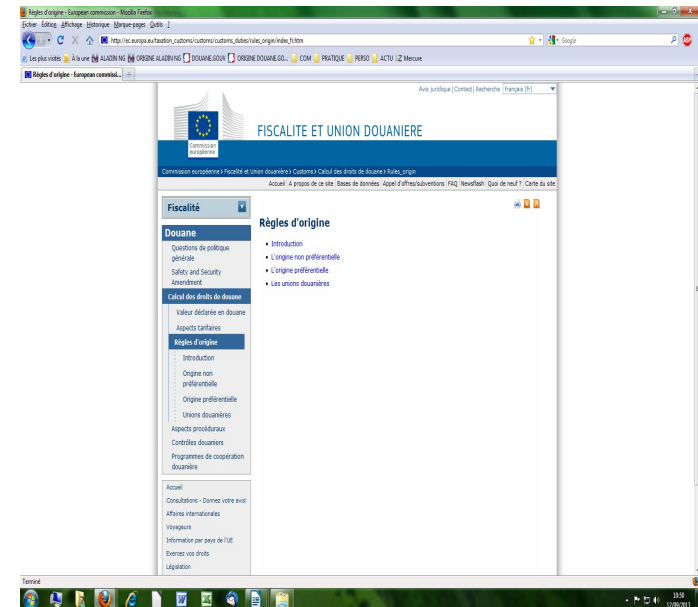 Règles d'origine - European commission - Mozilla Firefox
Fichier Édition Affichage Historique Marque-pages Outils ?
http://ec.europa.eu/taxation_customs/customs/customs_duties/rules_origin/index_fr.htm
Google
ABP
Les plus visités À la une ALADIN NG ORIGINE ALADIN NG DOUANE.GOUV ORIGINE DOUANE.GO... COM PRATIQUE PERSO ACTU Z Mercure
Règles d'origine - European commissi...
Avis juridique | Contact | Recherche français (fr)
FISCALITE ET UNION DOUANIERE
Commission
européenne
Commission européenne > Fiscalité et Union douanière > Customs > Calcul des droits de douane > Rules_origin
Accueil A propos de ce site Bases de données Appel d'offres/subventions FAQ Newsflash Quoi de neuf ? Carte du site
Fiscalité
Règles d'origine
Introduction
L'origine non préférentielle
L'origine préférentielle
Les unions douanières
Douane
Questions de politique
générale
Safety and Security
Amendment
Calcul des droits de douane
Valeur déclarée en douane
Aspects tarifaires
Règles d'origine
Introduction
Origine non
préférentielle
Origine préférentielle
Unions douanières
Aspects procéduraux
Contrôles douaniers
Programmes de coopération
douanière
Accueil
Consultations - Donnez votre avis!
Affaires internationales
Voyageurs
Information par pays de l'UE
Exercez vos droits
Législation
Terminé
10:50
12/09/2013